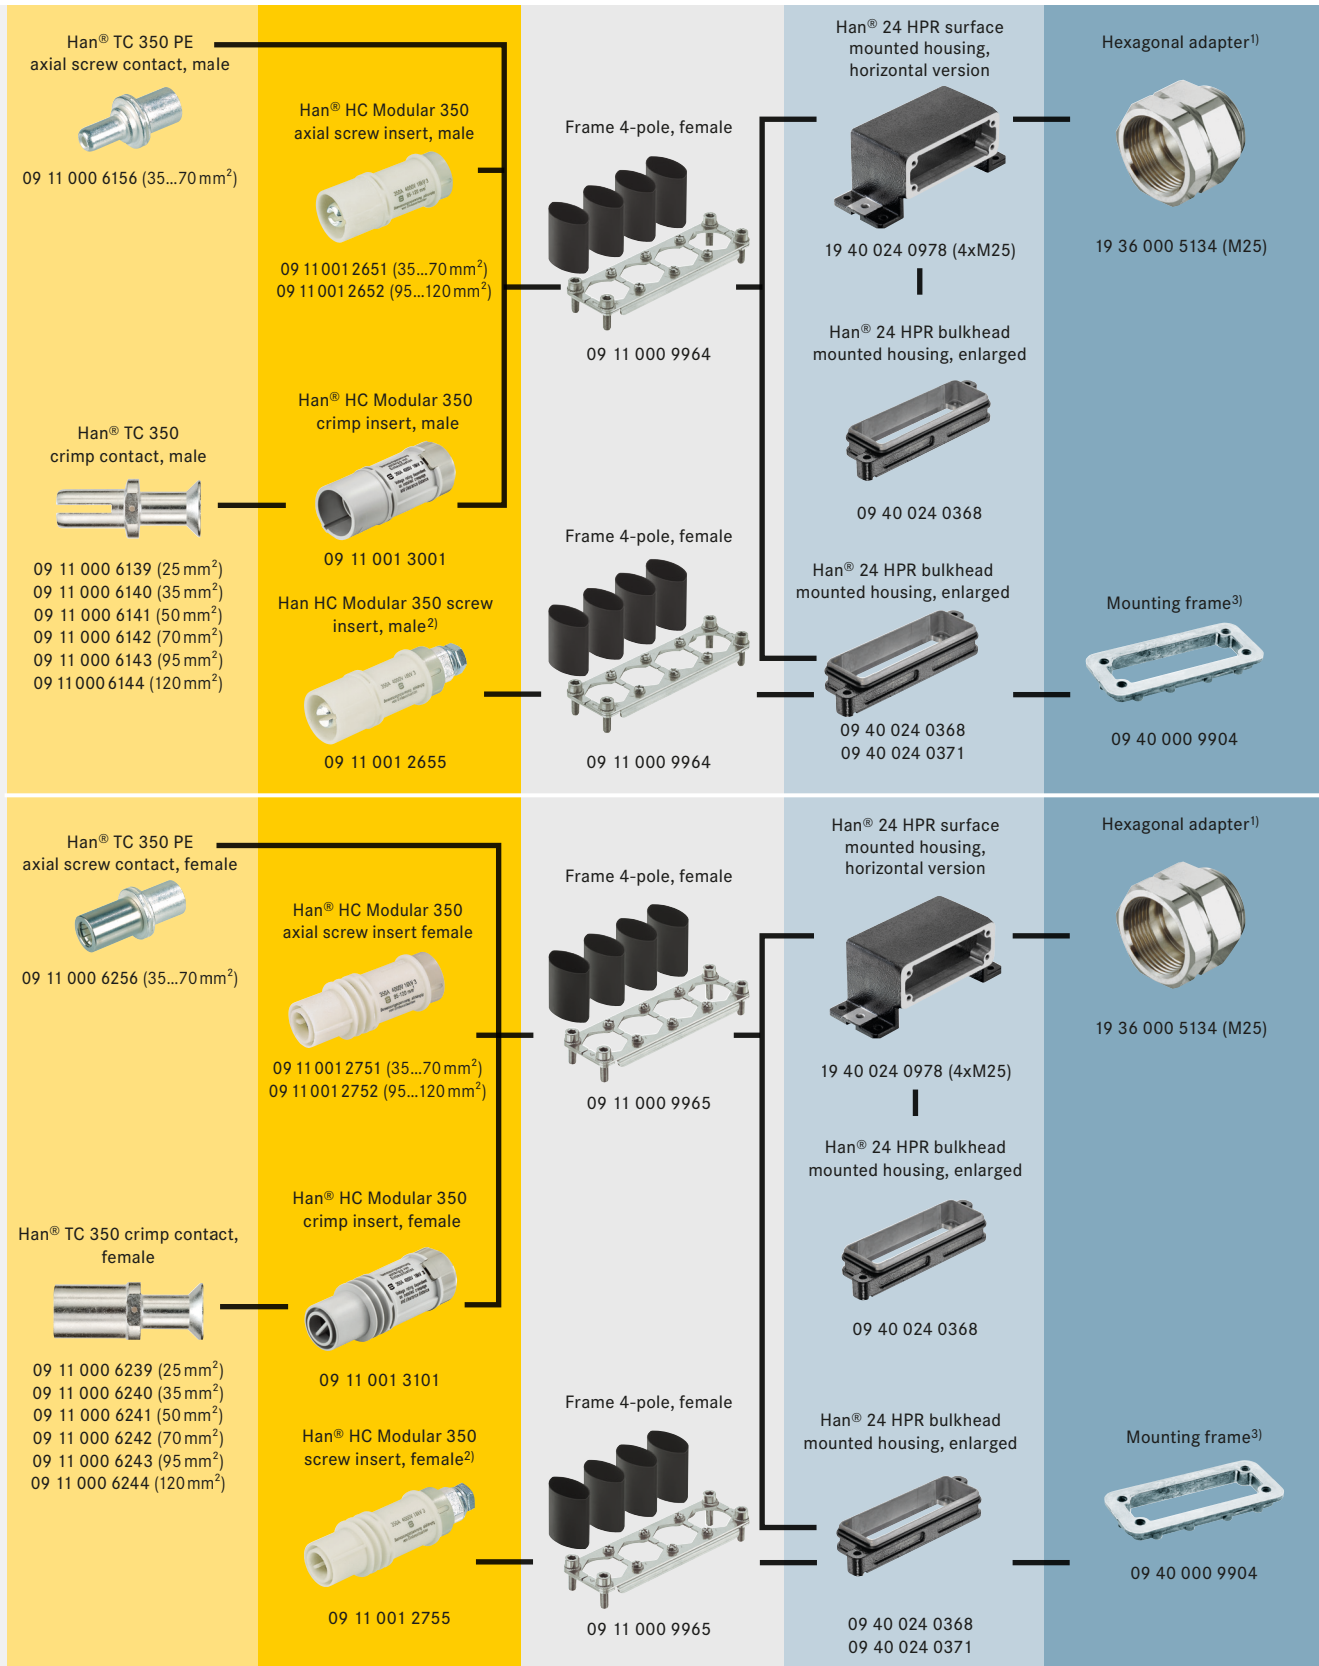 Han® TC 350 PE
axial screw contact, male
09 11 000 6156 (35...70 mm²)
Han® HC Modular 350
axial screw insert, male
09 11 001 2651 (35...70 mm²)
09 11 001 2652 (95...120 mm²)
Frame 4-pole, female
09 11 000 9964
Han® 24 HPR surface
mounted housing,
horizontal version
19 40 024 0978 (4xM25)
Hexagonal adapter1)
19 36 000 5134 (M25)
Han® 24 HPR bulkhead
mounted housing, enlarged
09 40 024 0368
Han® TC 350
crimp contact, male
09 11 000 6139 (25 mm²)
09 11 000 6140 (35 mm²)
09 11 000 6141 (50 mm²)
09 11 000 6142 (70 mm²)
09 11 000 6143 (95 mm²)
09 11 000 6144 (120 mm²)
Han® HC Modular 350
crimp insert, male
09 11 001 3001
Han HC Modular 350 screw
insert, male2)
09 11 001 2655
Frame 4-pole, female
09 11 000 9964
Han® 24 HPR bulkhead
mounted housing, enlarged
09 40 024 0368
09 40 024 0371
Mounting frame3)
09 40 000 9904
Han® TC 350 PE
axial screw contact, female
09 11 000 6256 (35...70 mm²)
Han® HC Modular 350
axial screw insert female
09 11 001 2751 (35...70 mm²)
09 11 001 2752 (95...120 mm²)
Frame 4-pole, female
09 11 000 9965
Han® 24 HPR surface
mounted housing,
horizontal version
19 40 024 0978 (4xM25)
Hexagonal adapter1)
19 36 000 5134 (M25)
Han® 24 HPR bulkhead
mounted housing, enlarged
09 40 024 0368
Han® TC 350 crimp contact,
female
09 11 000 6239 (25 mm²)
09 11 000 6240 (35 mm²)
09 11 000 6241 (50 mm²)
09 11 000 6242 (70 mm²)
09 11 000 6243 (95 mm²)
09 11 000 6244 (120 mm²)
Han® HC Modular 350
crimp insert, female
09 11 001 3101
Han® HC Modular 350
screw insert, female2)
09 11 001 2755
Frame 4-pole, female
09 11 000 9965
Han® 24 HPR bulkhead
mounted housing, enlarged
09 40 024 0368
09 40 024 0371
Mounting frame3)
09 40 000 9904